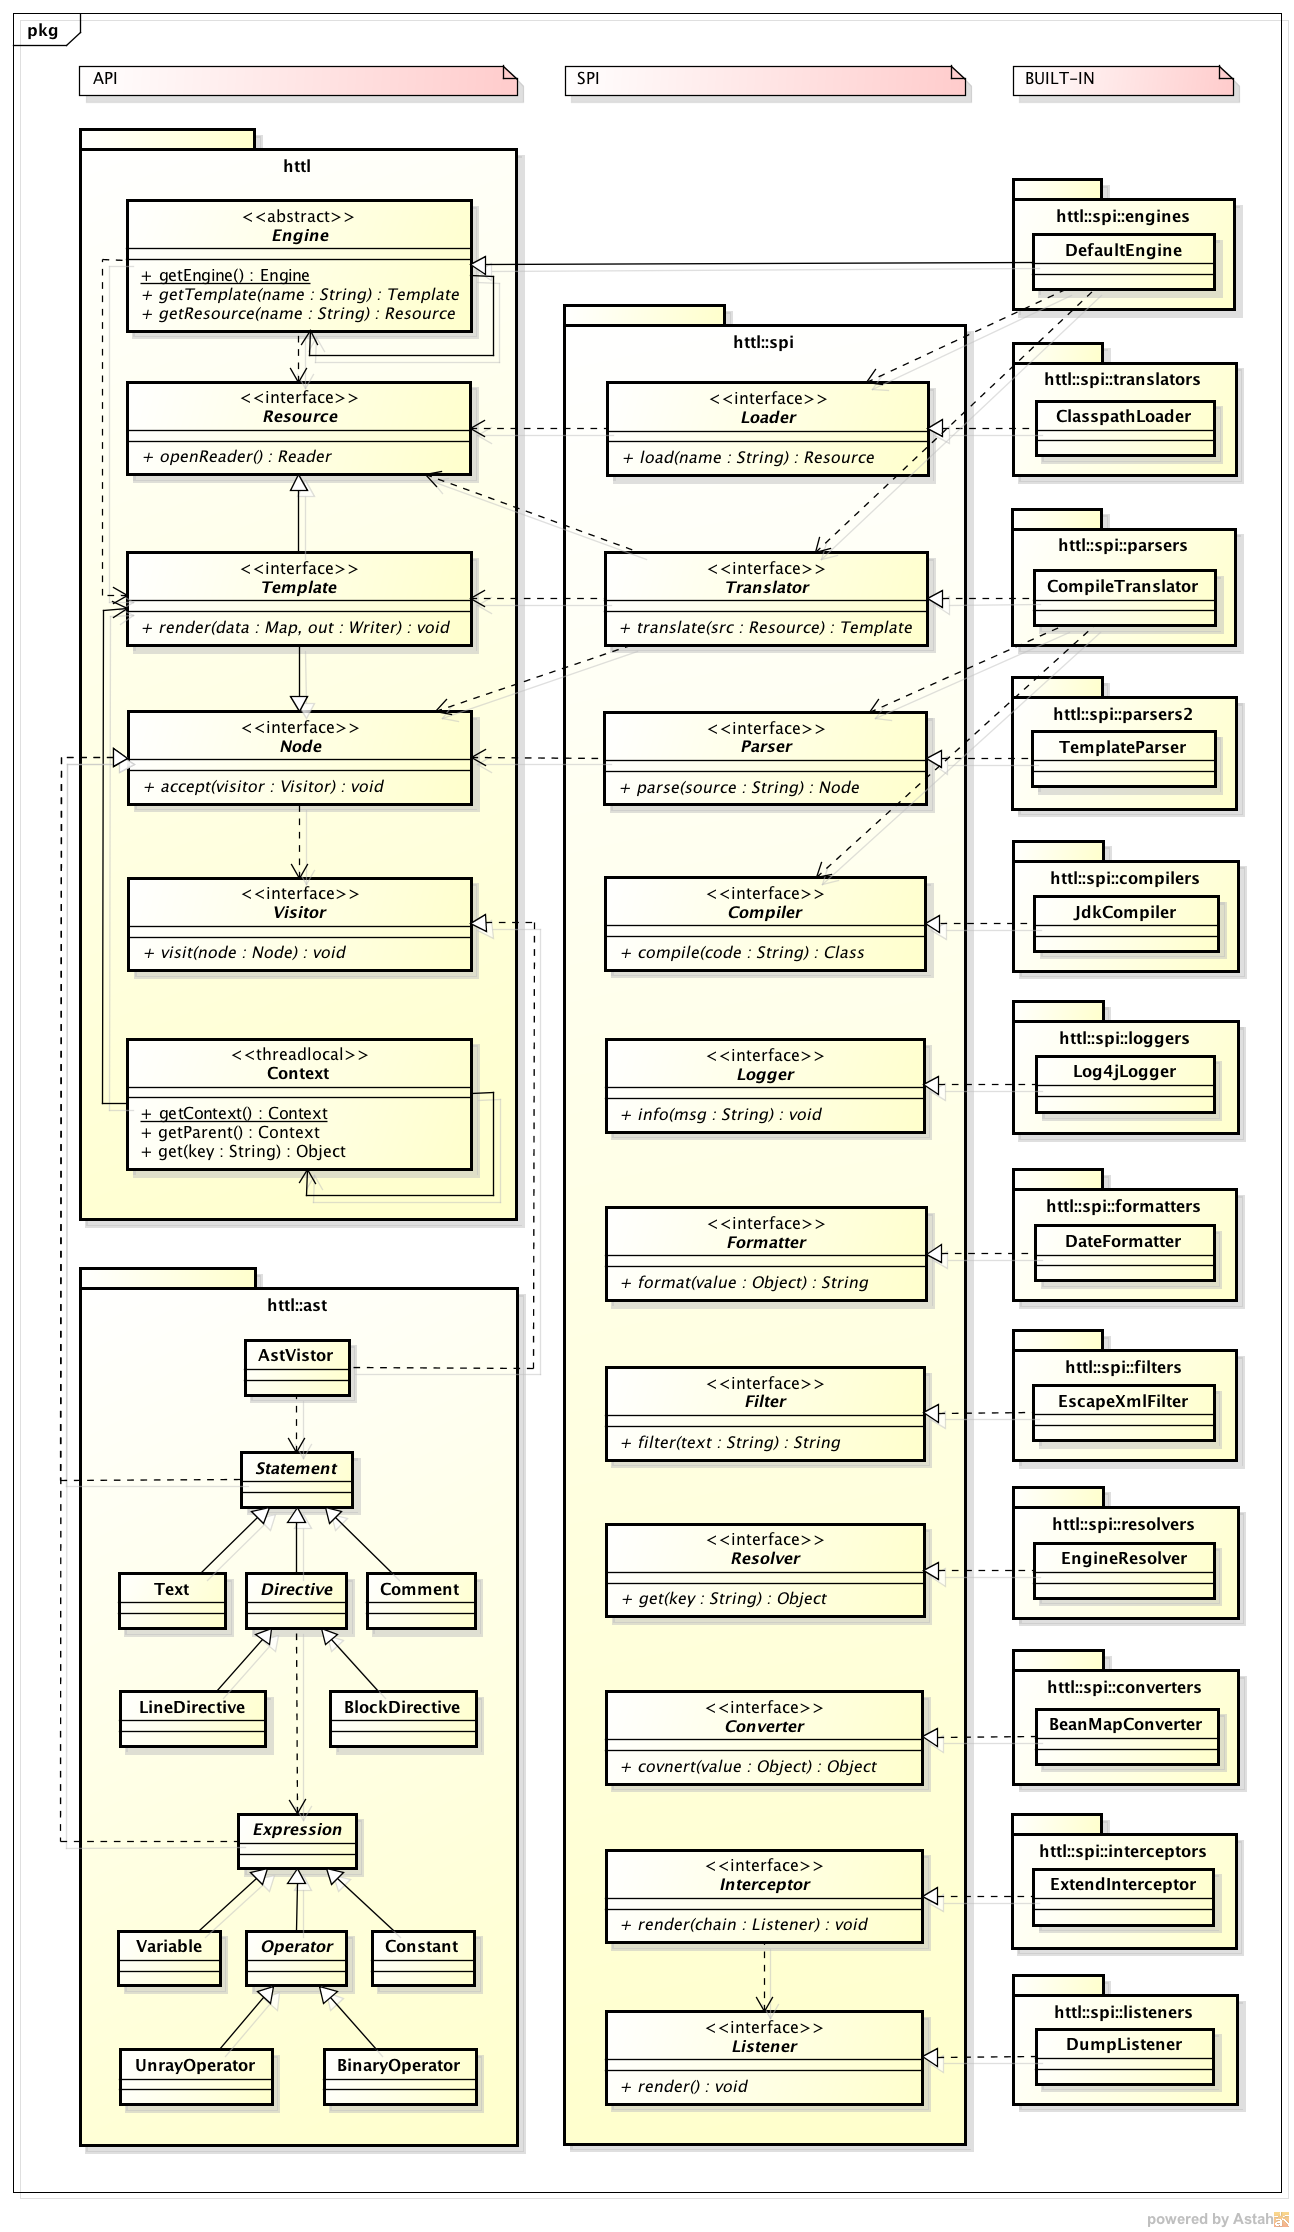 pkg
API
SPI
BUILT-IN
httl
<<abstract>>
Engine
+ getEngine() : Engine
+ getTemplate(name : String) : Template
+ getResource(name : String) : Resource
<<interface>>
Resource
+ openReader() : Reader
<<interface>>
Template
+ render(data : Map, out : Writer) : void
<<interface>>
Node
+ accept(visitor : Visitor) : void
<<interface>>
Visitor
+ visit(node : Node) : void
<<threadlocal>>
Context
+ getContext() : Context
+ getParent() : Context
+ get(key : String) : Object
httl::ast
AstVistor
Statement
Text
Directive
Comment
LineDirective
BlockDirective
Expression
Variable
Operator
Constant
UnrayOperator
BinaryOperator
httl::spi
<<interface>>
Loader
+ load(name : String) : Resource
<<interface>>
Translator
+ translate(src : Resource) : Template
<<interface>>
Parser
+ parse(source : String) : Node
<<interface>>
Compiler
+ compile(code : String) : Class
<<interface>>
Logger
+ info(msg : String) : void
<<interface>>
Formatter
+ format(value : Object) : String
<<interface>>
Filter
+ filter(text : String) : String
<<interface>>
Resolver
+ get(key : String) : Object
<<interface>>
Converter
+ covnert(value : Object) : Object
<<interface>>
Interceptor
+ render(chain : Listener) : void
<<interface>>
Listener
+ render() : void
httl::spi::engines
DefaultEngine
httl::spi::translators
ClasspathLoader
httl::spi::parsers
CompileTranslator
httl::spi::parsers2
TemplateParser
httl::spi::compilers
JdkCompiler
httl::spi::loggers
Log4jLogger
httl::spi::formatters
DateFormatter
httl::spi::filters
EscapeXmlFilter
httl::spi::resolvers
EngineResolver
httl::spi::converters
BeanMapConverter
httl::spi::interceptors
ExtendInterceptor
httl::spi::listeners
DumpListener
powered by Astah